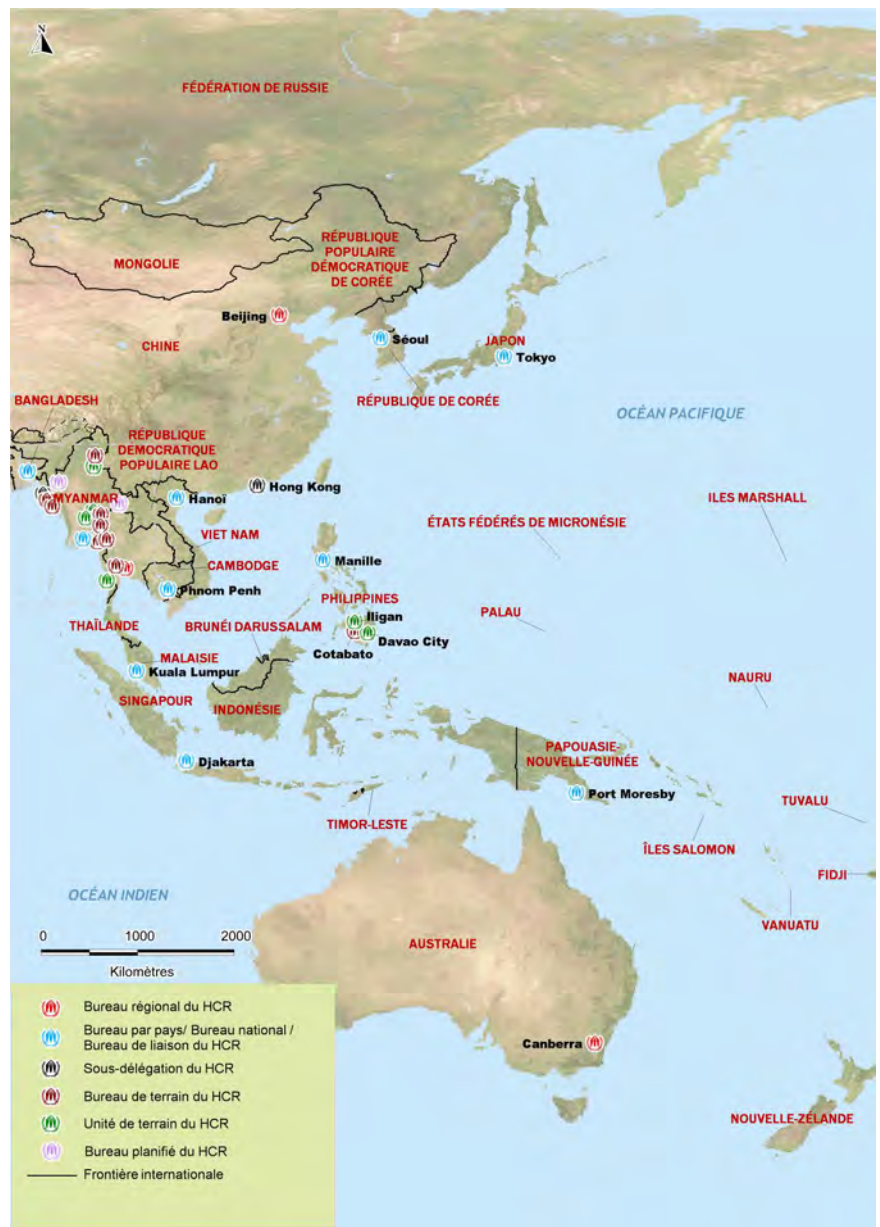 N
FÉDÉRATION DE RUSSIE
RÉPUBLIQUE
POPULAIRE
DÉMOCRATIQUE
DE CORÉE
MONGOLIE
Beijing
CHINE
Séoul
JAPON
Tokyo
RÉPUBLIQUE DE CORÉE
BANGLADESH
OCÉAN PACIFIQUE
RÉPUBLIQUE
DÉMOCRATIQUE
POPULAIRE LAO
MYANMAR
Hanoï
Hong Kong
ILES MARSHALL
ÉTATS FÉDÉRÉS DE MICRONÉSIE
VIET NAM
CAMBODGE
Manille
Phnom Penh
PHILIPPINES
PALAU
THAÏLANDE
BRUNÉI DARUSSALAM
Iligan
Davao City
Cotabato
MALAISIE
Kuala Lumpur
NAURU
SINGAPOUR
INDONÉSIE
PAPOUASIE-
NOUVELLE-GUINÉE
Djakarta
Port Moresby
TUVALU
TIMOR-LESTE
ÎLES SALOMON
FIDJI
OCÉAN INDIEN
VANUATU
0 1000 2000
Kilomètres
AUSTRALIE
Canberra
NOUVELLE-ZÉLANDE
Bureau régional du HCR
Bureau par pays/ Bureau national /
Bureau de liaison du HCR
Sous-délégation du HCR
Bureau de terrain du HCR
Unité de terrain du HCR
Bureau planifié du HCR
Frontière internationale